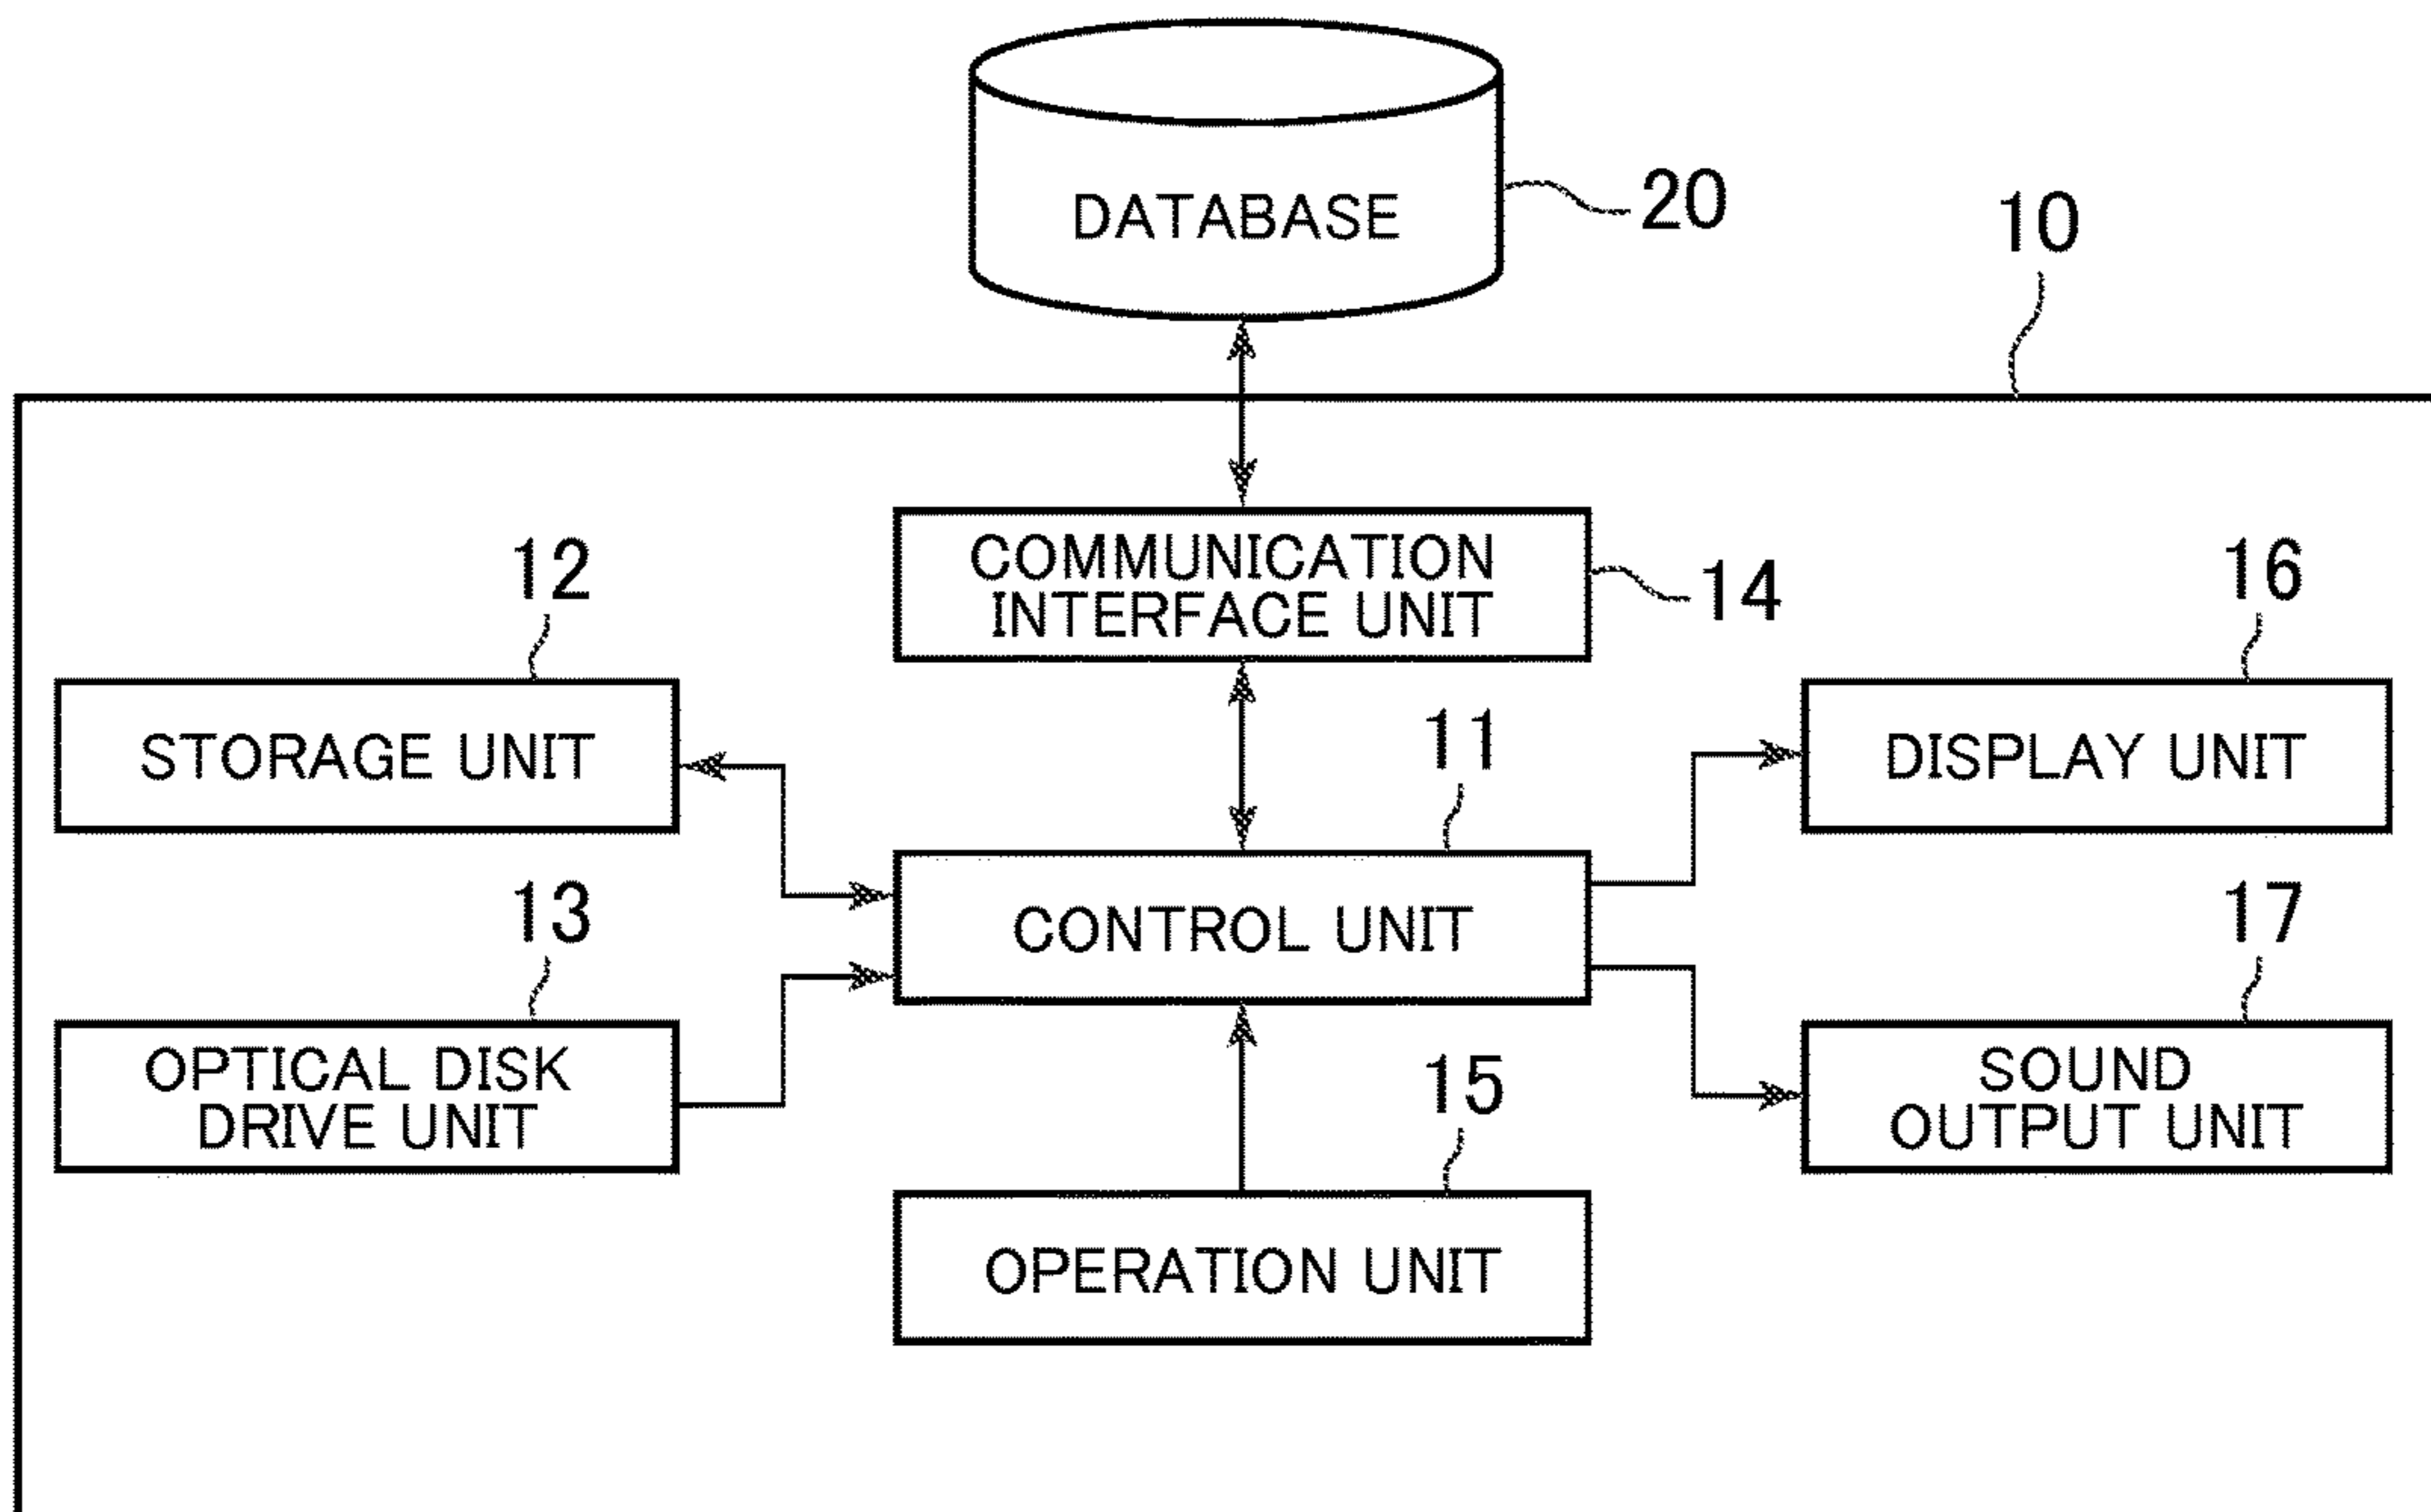 DATABASE
20
10
COMMUNICATION
INTERFACE UNIT
14
12
STORAGE UNIT
16
DISPLAY UNIT
11
CONTROL UNIT
13
OPTICAL DISK
DRIVE UNIT
17
SOUND
OUTPUT UNIT
15
OPERATION UNIT